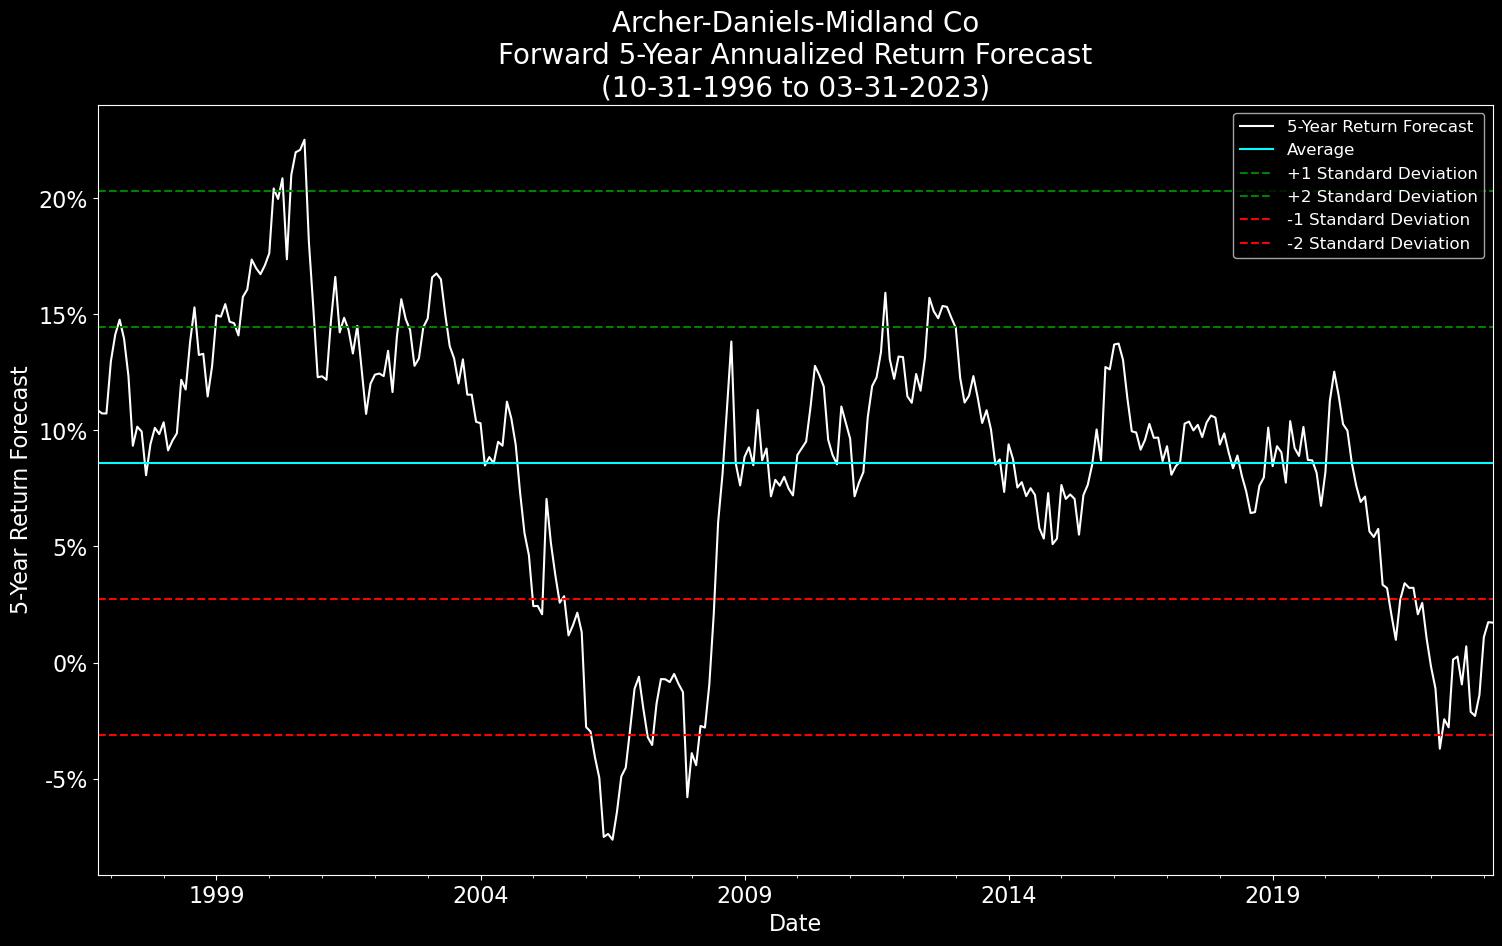 Archer-Daniels-Midland Co
Forward 5-Year Annualized Return Forecast
(10-31-1996 to 03-31-2023)
5-Year Return Forecast
Average
+1 Standard Deviation
+2 Standard Deviation
-1 Standard Deviation
-2 Standard Deviation
20%
15%
10%
5%
0%
-5%
5-Year Return Forecast
1999
2004
2009
2014
2019
Date